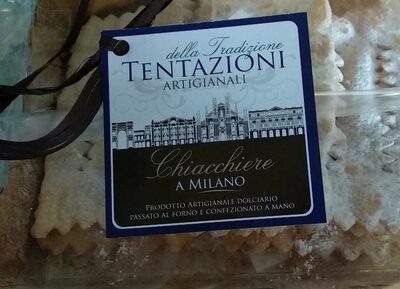 della Tradizione
TENTAZIONI
ARTIGIANALI
Chiacchiere
A MILANO
PRODOTTO ARTIGIANALE DOLCIARIO
PASSATO AL FORNO E CONFEZIONATO A MANO